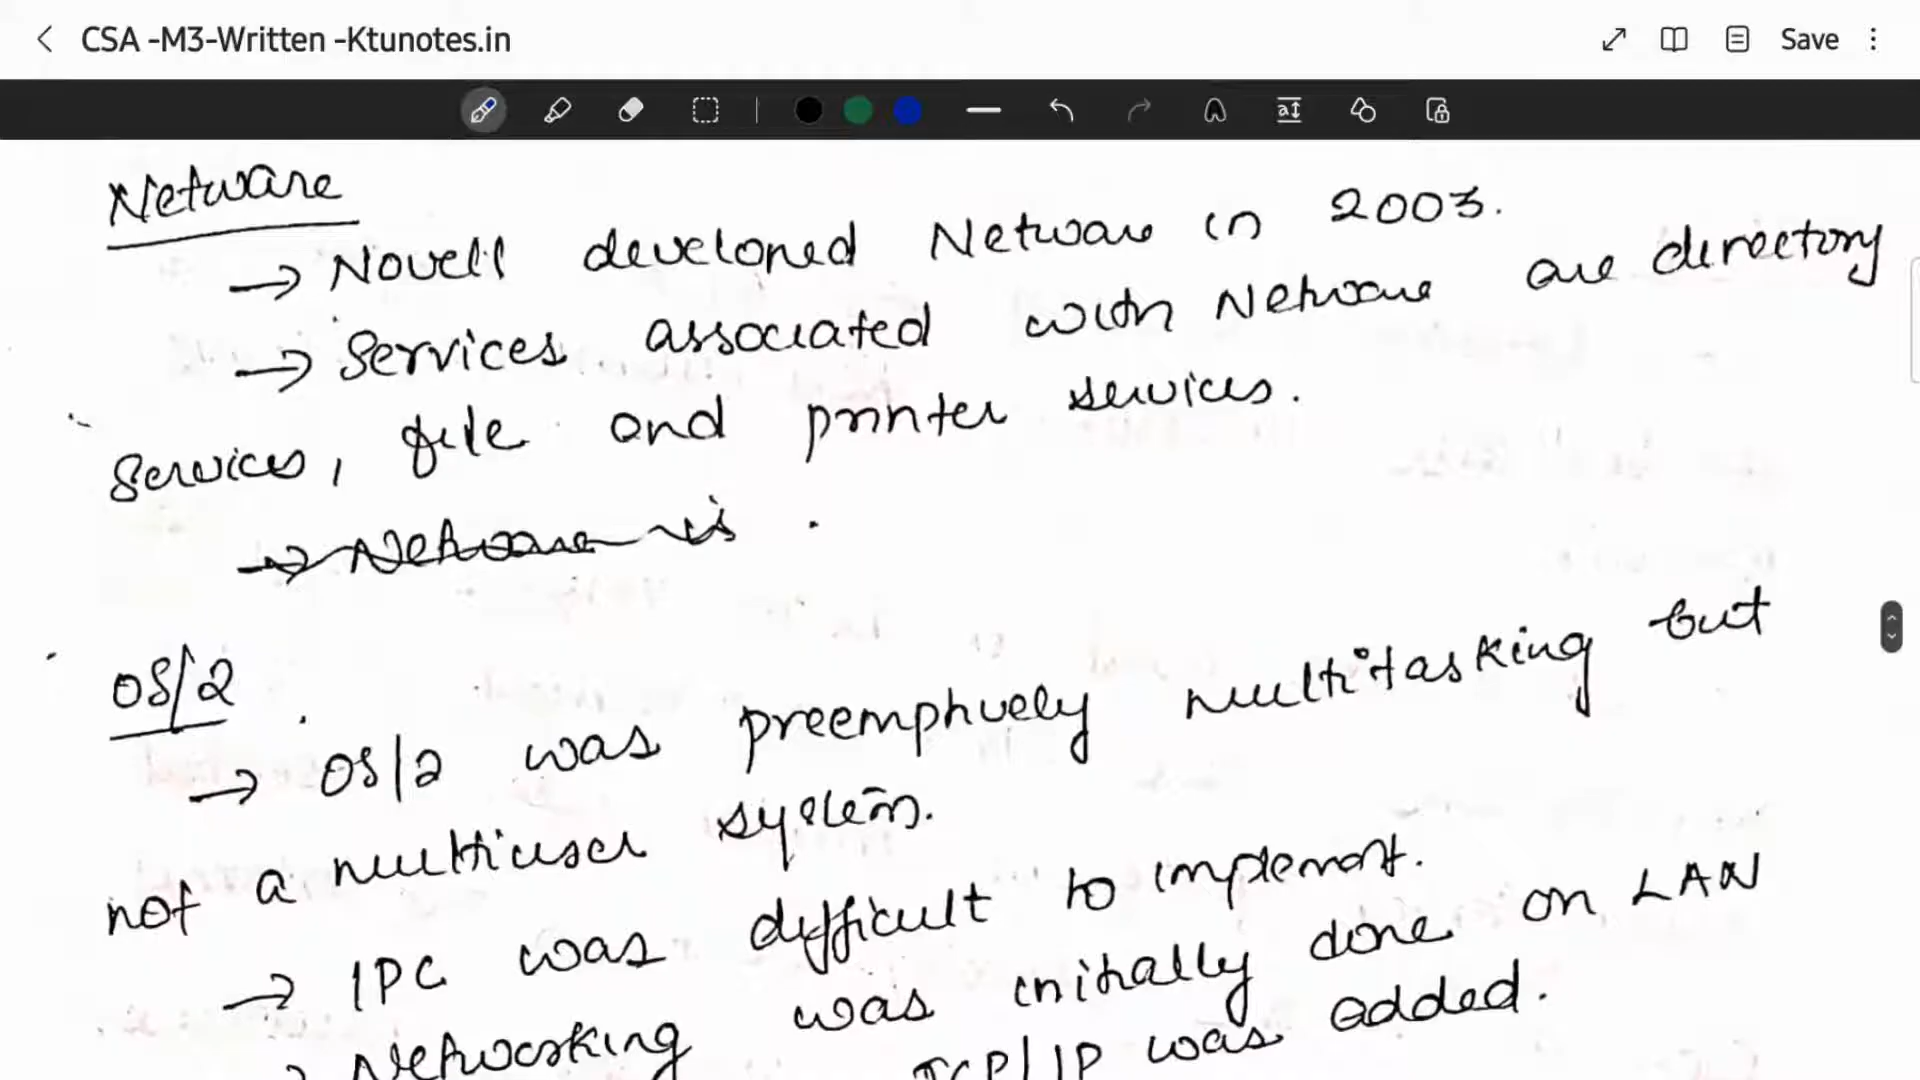 CSA -M3-Written -Ktunotes.in
Save
Netware
→ Novell developed Netware in 2003.
→ Services associated with Netware are directory
services, file and printer services.
→ Netware is
OS/2
→ OS/2 was preemptively multitasking but
not a multiuser system.
→ IPC was difficult to implement.
→ Networking was initially done on LAN
TCP/IP was added.